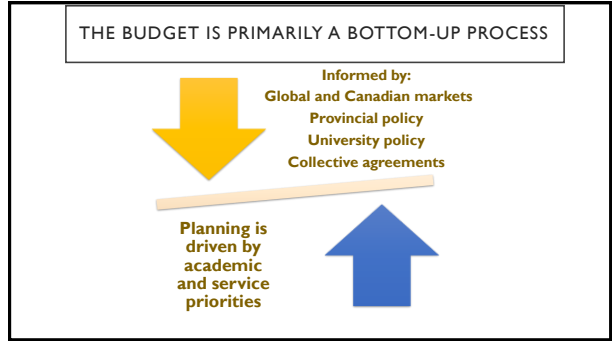 THE BUDGET IS PRIMARILY A BOTTOM-UP PROCESS
Informed by:
Global and Canadian markets
Provincial policy
University policy
Collective agreements
Planning is
driven by
academic
and service
priorities